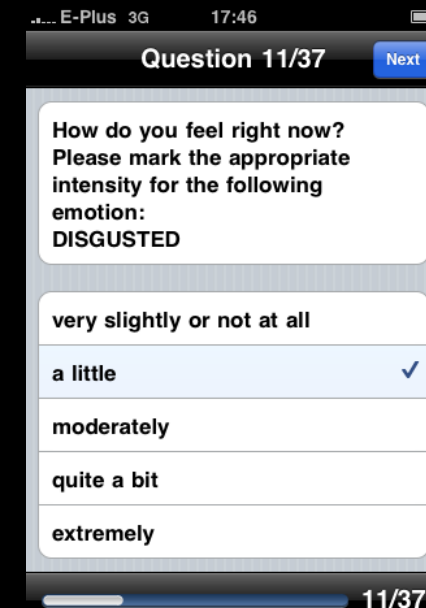 E-Plus 3G 17:46
Question 11/37 Next
How do you feel right now?
Please mark the appropriate
intensity for the following
emotion:
DISGUSTED
very slightly or not at all
a little
moderately
quite a bit
extremely
11/37